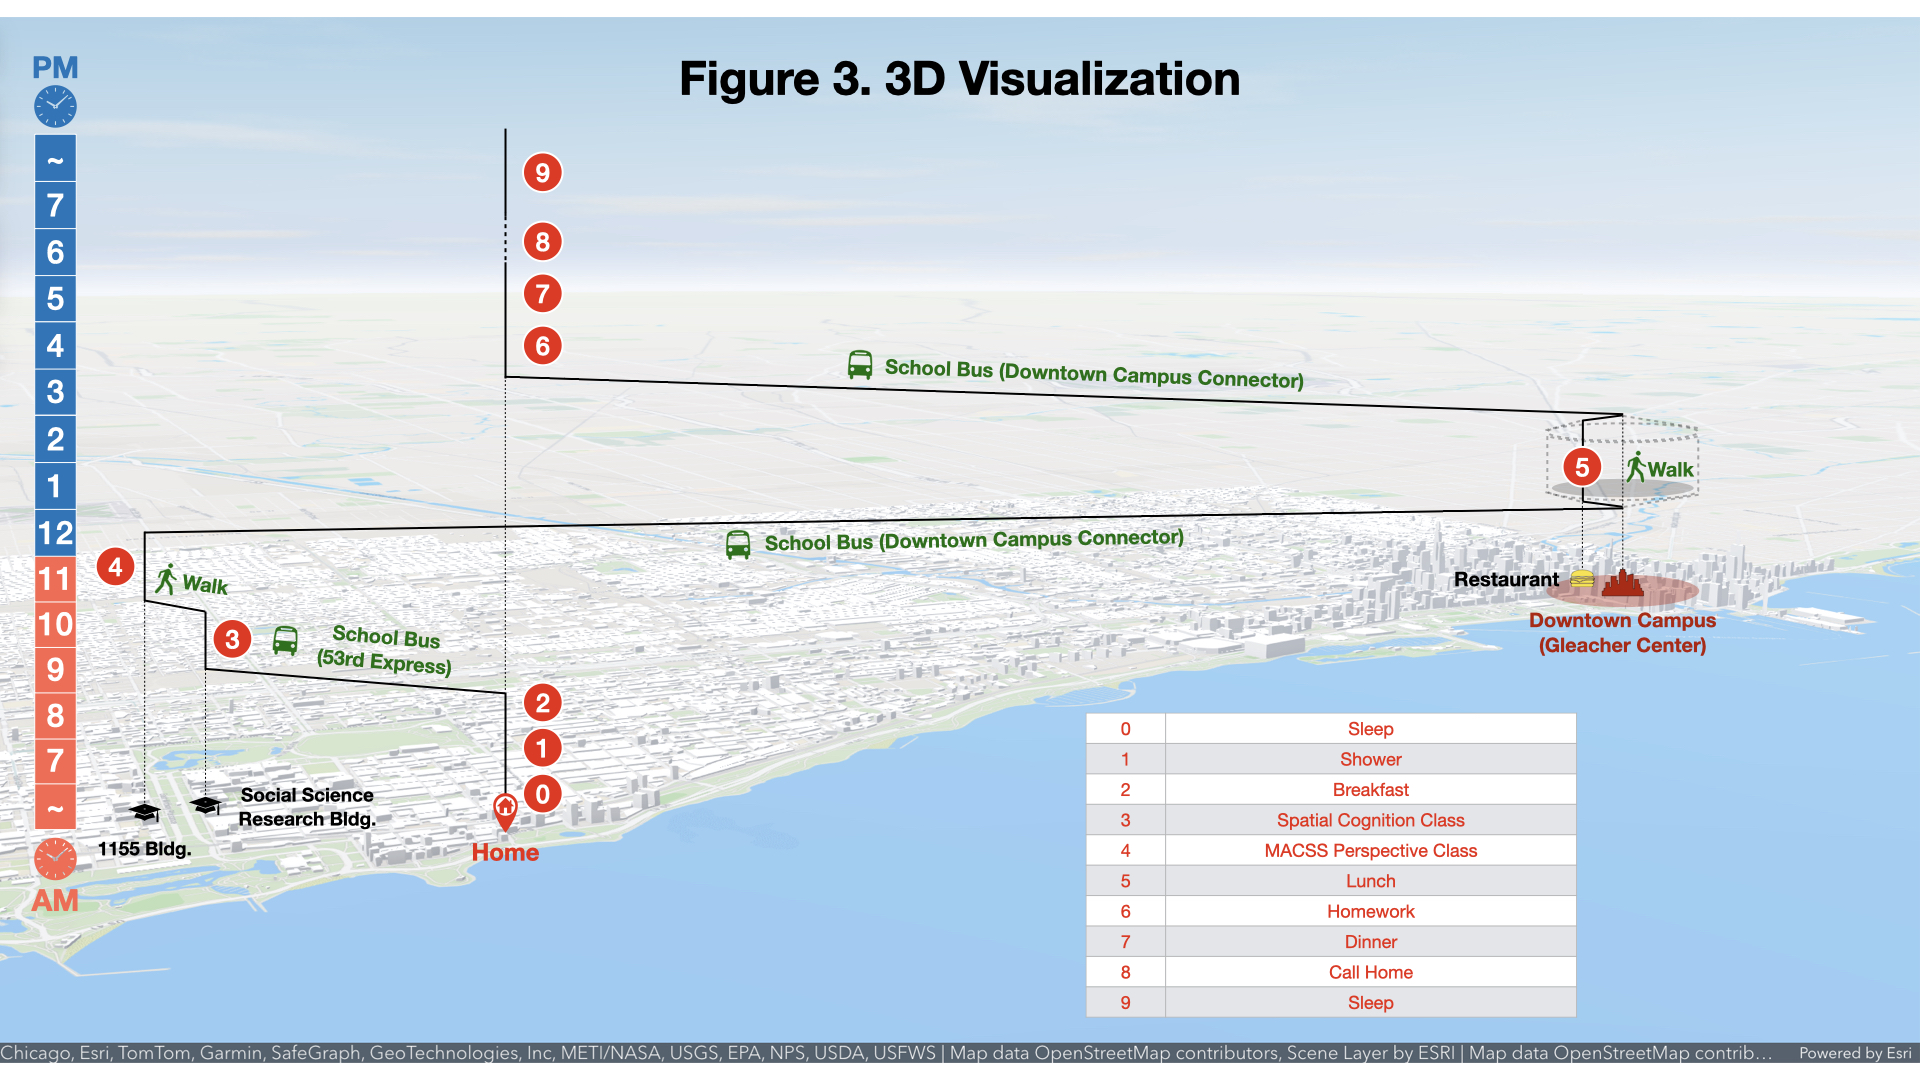 Figure 3. 3D Visualization
PM
~
7
6
5
4
3
2
1
12
11
10
9
8
7
~
AM
9
8
7
6
School Bus (Downtown Campus Connector)
5
Walk
School Bus (Downtown Campus Connector)
4
Walk
3
School Bus
(53rd Express)
2
1
0
Restaurant
Downtown Campus
(Gleacher Center)
Social Science
Research Bldg.
1155 Bldg.
Home
0 Sleep
1 Shower
2 Breakfast
3 Spatial Cognition Class
4 MACSS Perspective Class
5 Lunch
6 Homework
7 Dinner
8 Call Home
9 Sleep
Chicago, Esri, TomTom, Garmin, SafeGraph, GeoTechnologies, Inc, METI/NASA, USGS, EPA, NPS, USDA, USFWS | Map data OpenStreetMap contributors, Scene Layer by ESRI | Map data OpenStreetMap contrib... Powered by Esri